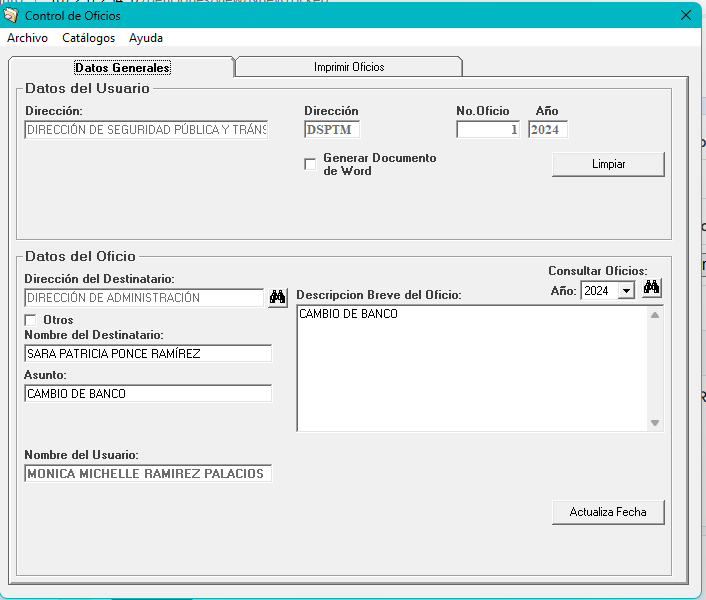 Control de Oficios
Archivo Catálogos Ayuda
Datos Generales Imprimir Oficios
Datos del Usuario
Dirección: Dirección No.Oficio Año
DIRECCIÓN DE SEGURIDAD PÚBLICA Y TRÁNS DSPTM 1 2024
Generar Documento
de Word
Limpiar
Datos del Oficio
Consultar Oficios:
Dirección del Destinatario:
Año: 2024
DIRECCIÓN DE ADMINISTRACIÓN
Descripcion Breve del Oficio:
CAMBIO DE BANCO
Otros
Nombre del Destinatario:
SARA PATRICIA PONCE RAMÍREZ
Asunto:
CAMBIO DE BANCO
Nombre del Usuario:
MONICA MICHELLE RAMIREZ PALACIOS
Actualiza Fecha